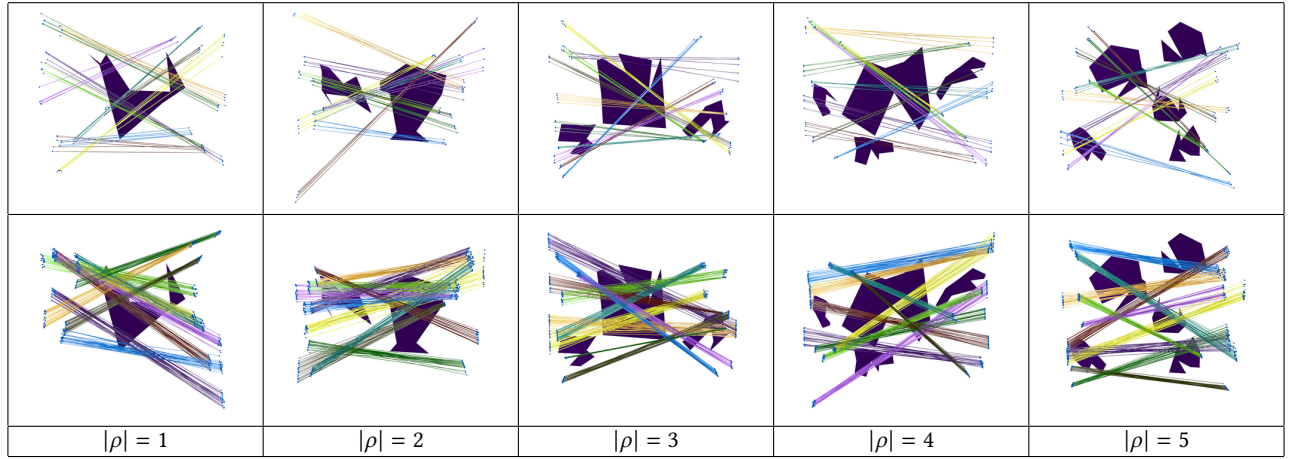 |ρ| = 1 |ρ| = 2 |ρ| = 3 |ρ| = 4 |ρ| = 5